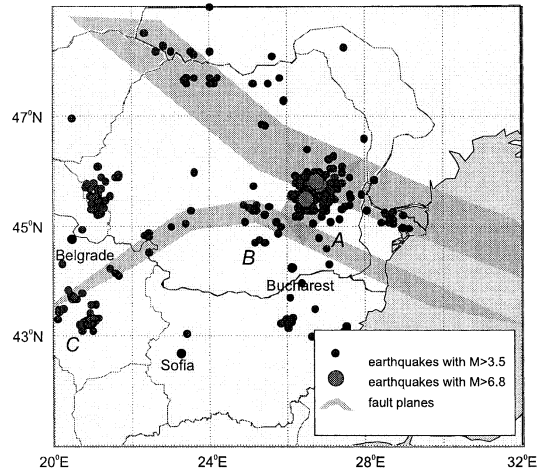 47°N
45°N
43°N
Belgrade
A
B
Bucharest
C
Sofia
earthquakes with M>3.5
earthquakes with M>6.8
fault planes
20°E 24°E 28°E 32°E